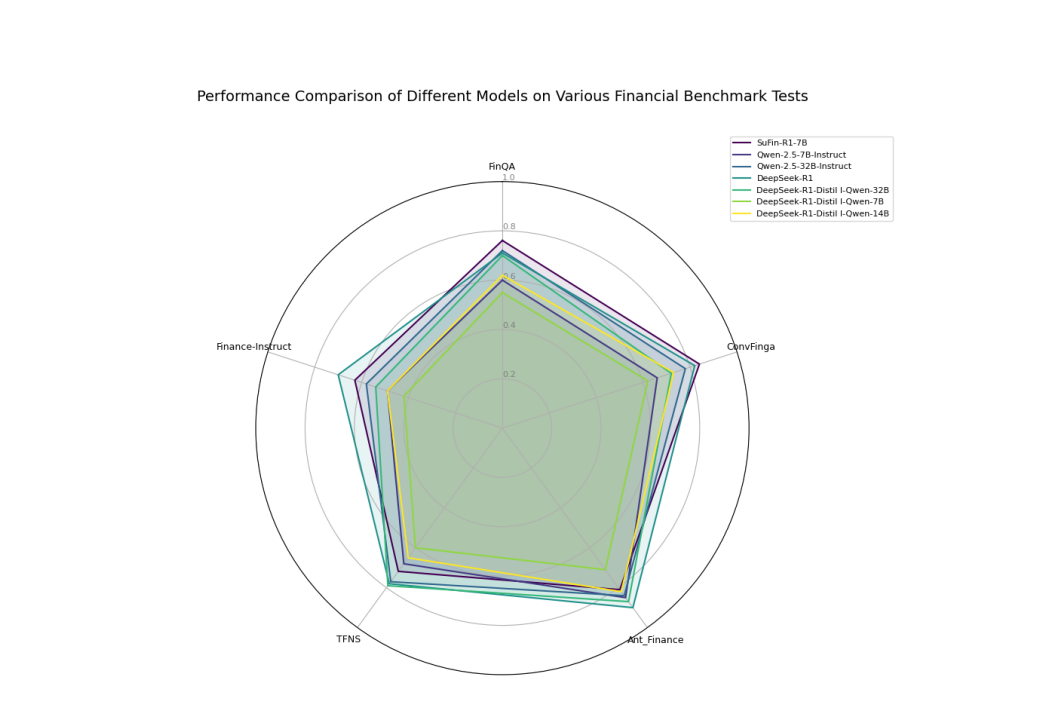 Performance Comparison of Different Models on Various Financial Benchmark Tests
SuFin-R1-7B
Qwen-2.5-7B-Instruct
Qwen-2.5-32B-Instruct
DeepSeek-R1
DeepSeek-R1-Distil l-Qwen-32B
DeepSeek-R1-Distil l-Qwen-7B
DeepSeek-R1-Distil l-Qwen-14B
FinQA
1.0
0.8
0.6
0.4
0.2
Finance-Instruct
ConvFinqa
TFNS
Ant_Finance